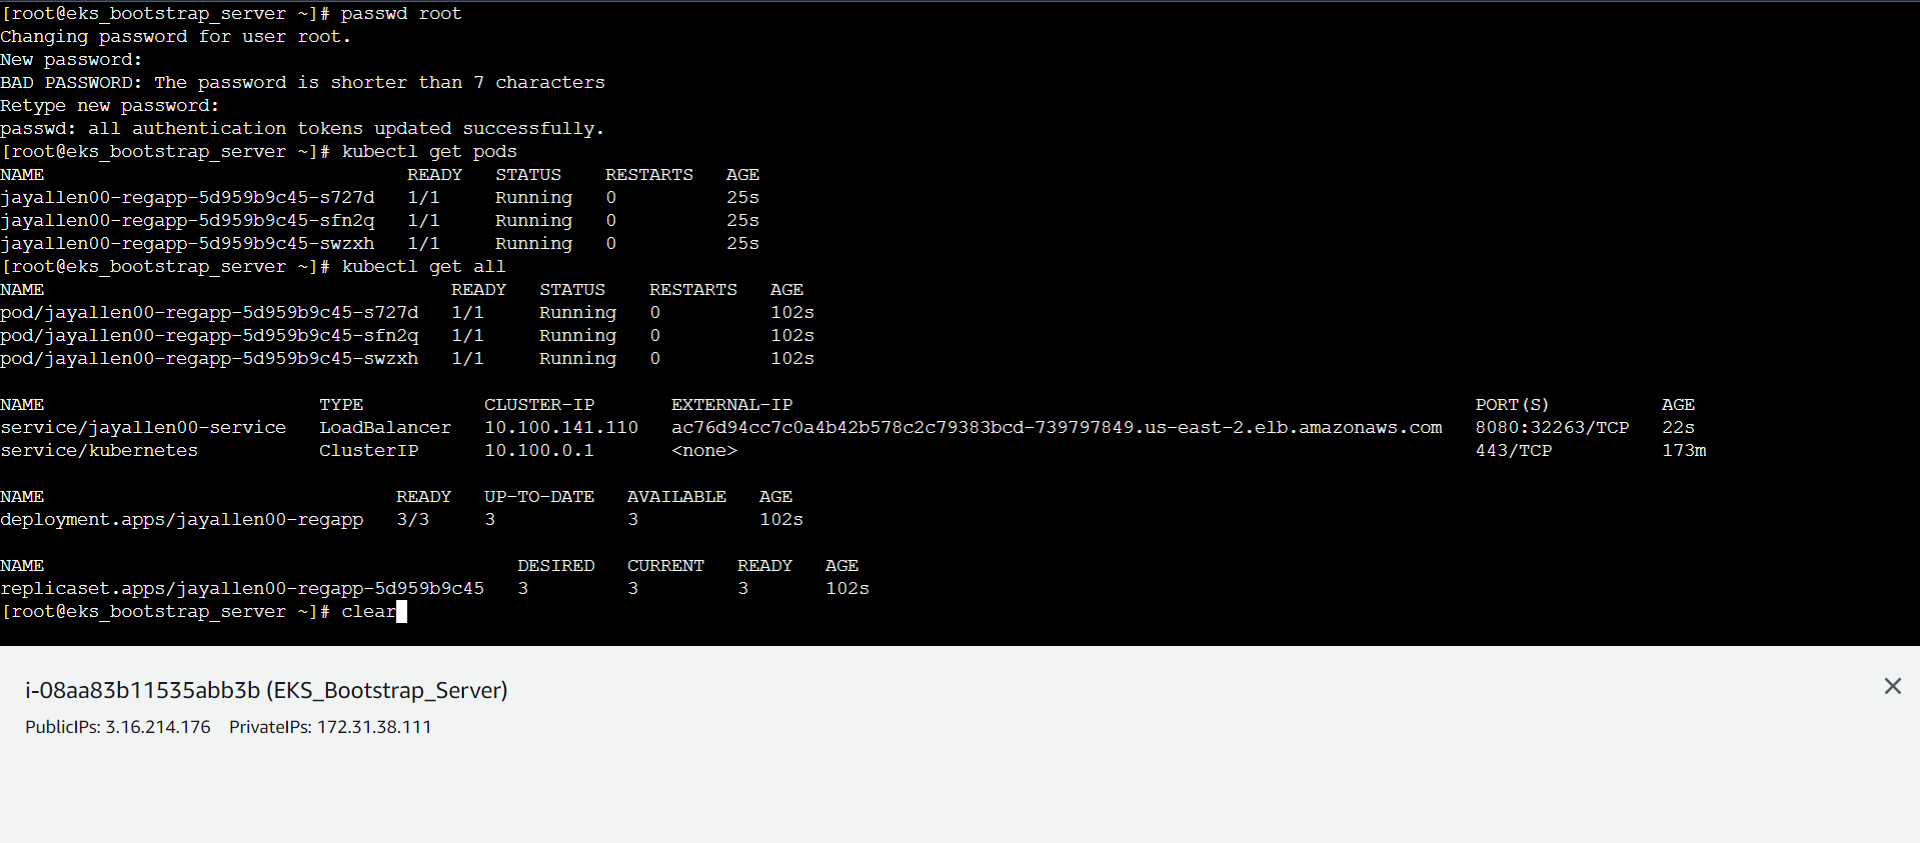 [root@eks_bootstrap_server ~]# passwd root
Changing password for user root.
New password:
BAD PASSWORD: The password is shorter than 7 characters
Retype new password:
passwd: all authentication tokens updated successfully.
[root@eks_bootstrap_server ~]# kubectl get pods
NAME READY STATUS RESTARTS AGE
jayallen00-regapp-5d959b9c45-s727d 1/1 Running 0 25s
jayallen00-regapp-5d959b9c45-sfn2q 1/1 Running 0 25s
jayallen00-regapp-5d959b9c45-swzxh 1/1 Running 0 25s
[root@eks_bootstrap_server ~]# kubectl get all
NAME READY STATUS RESTARTS AGE
pod/jayallen00-regapp-5d959b9c45-s727d 1/1 Running 0 102s
pod/jayallen00-regapp-5d959b9c45-sfn2q 1/1 Running 0 102s
pod/jayallen00-regapp-5d959b9c45-swzxh 1/1 Running 0 102s
NAME TYPE CLUSTER-IP EXTERNAL-IP PORT(S) AGE
service/jayallen00-service LoadBalancer 10.100.141.110 ac76d94cc7c0a4b42b578c2c79383bcd-739797849.us-east-2.elb.amazonaws.com 8080:32263/TCP 22s
service/kubernetes ClusterIP 10.100.0.1 <none> 443/TCP 173m
NAME READY UP-TO-DATE AVAILABLE AGE
deployment.apps/jayallen00-regapp 3/3 3 3 102s
NAME DESIRED CURRENT READY AGE
replicaset.apps/jayallen00-regapp-5d959b9c45 3 3 3 102s
[root@eks_bootstrap_server ~]# clear
i-08aa83b11535abb3b (EKS_Bootstrap_Server)
PublicIPs: 3.16.214.176 PrivateIPs: 172.31.38.111